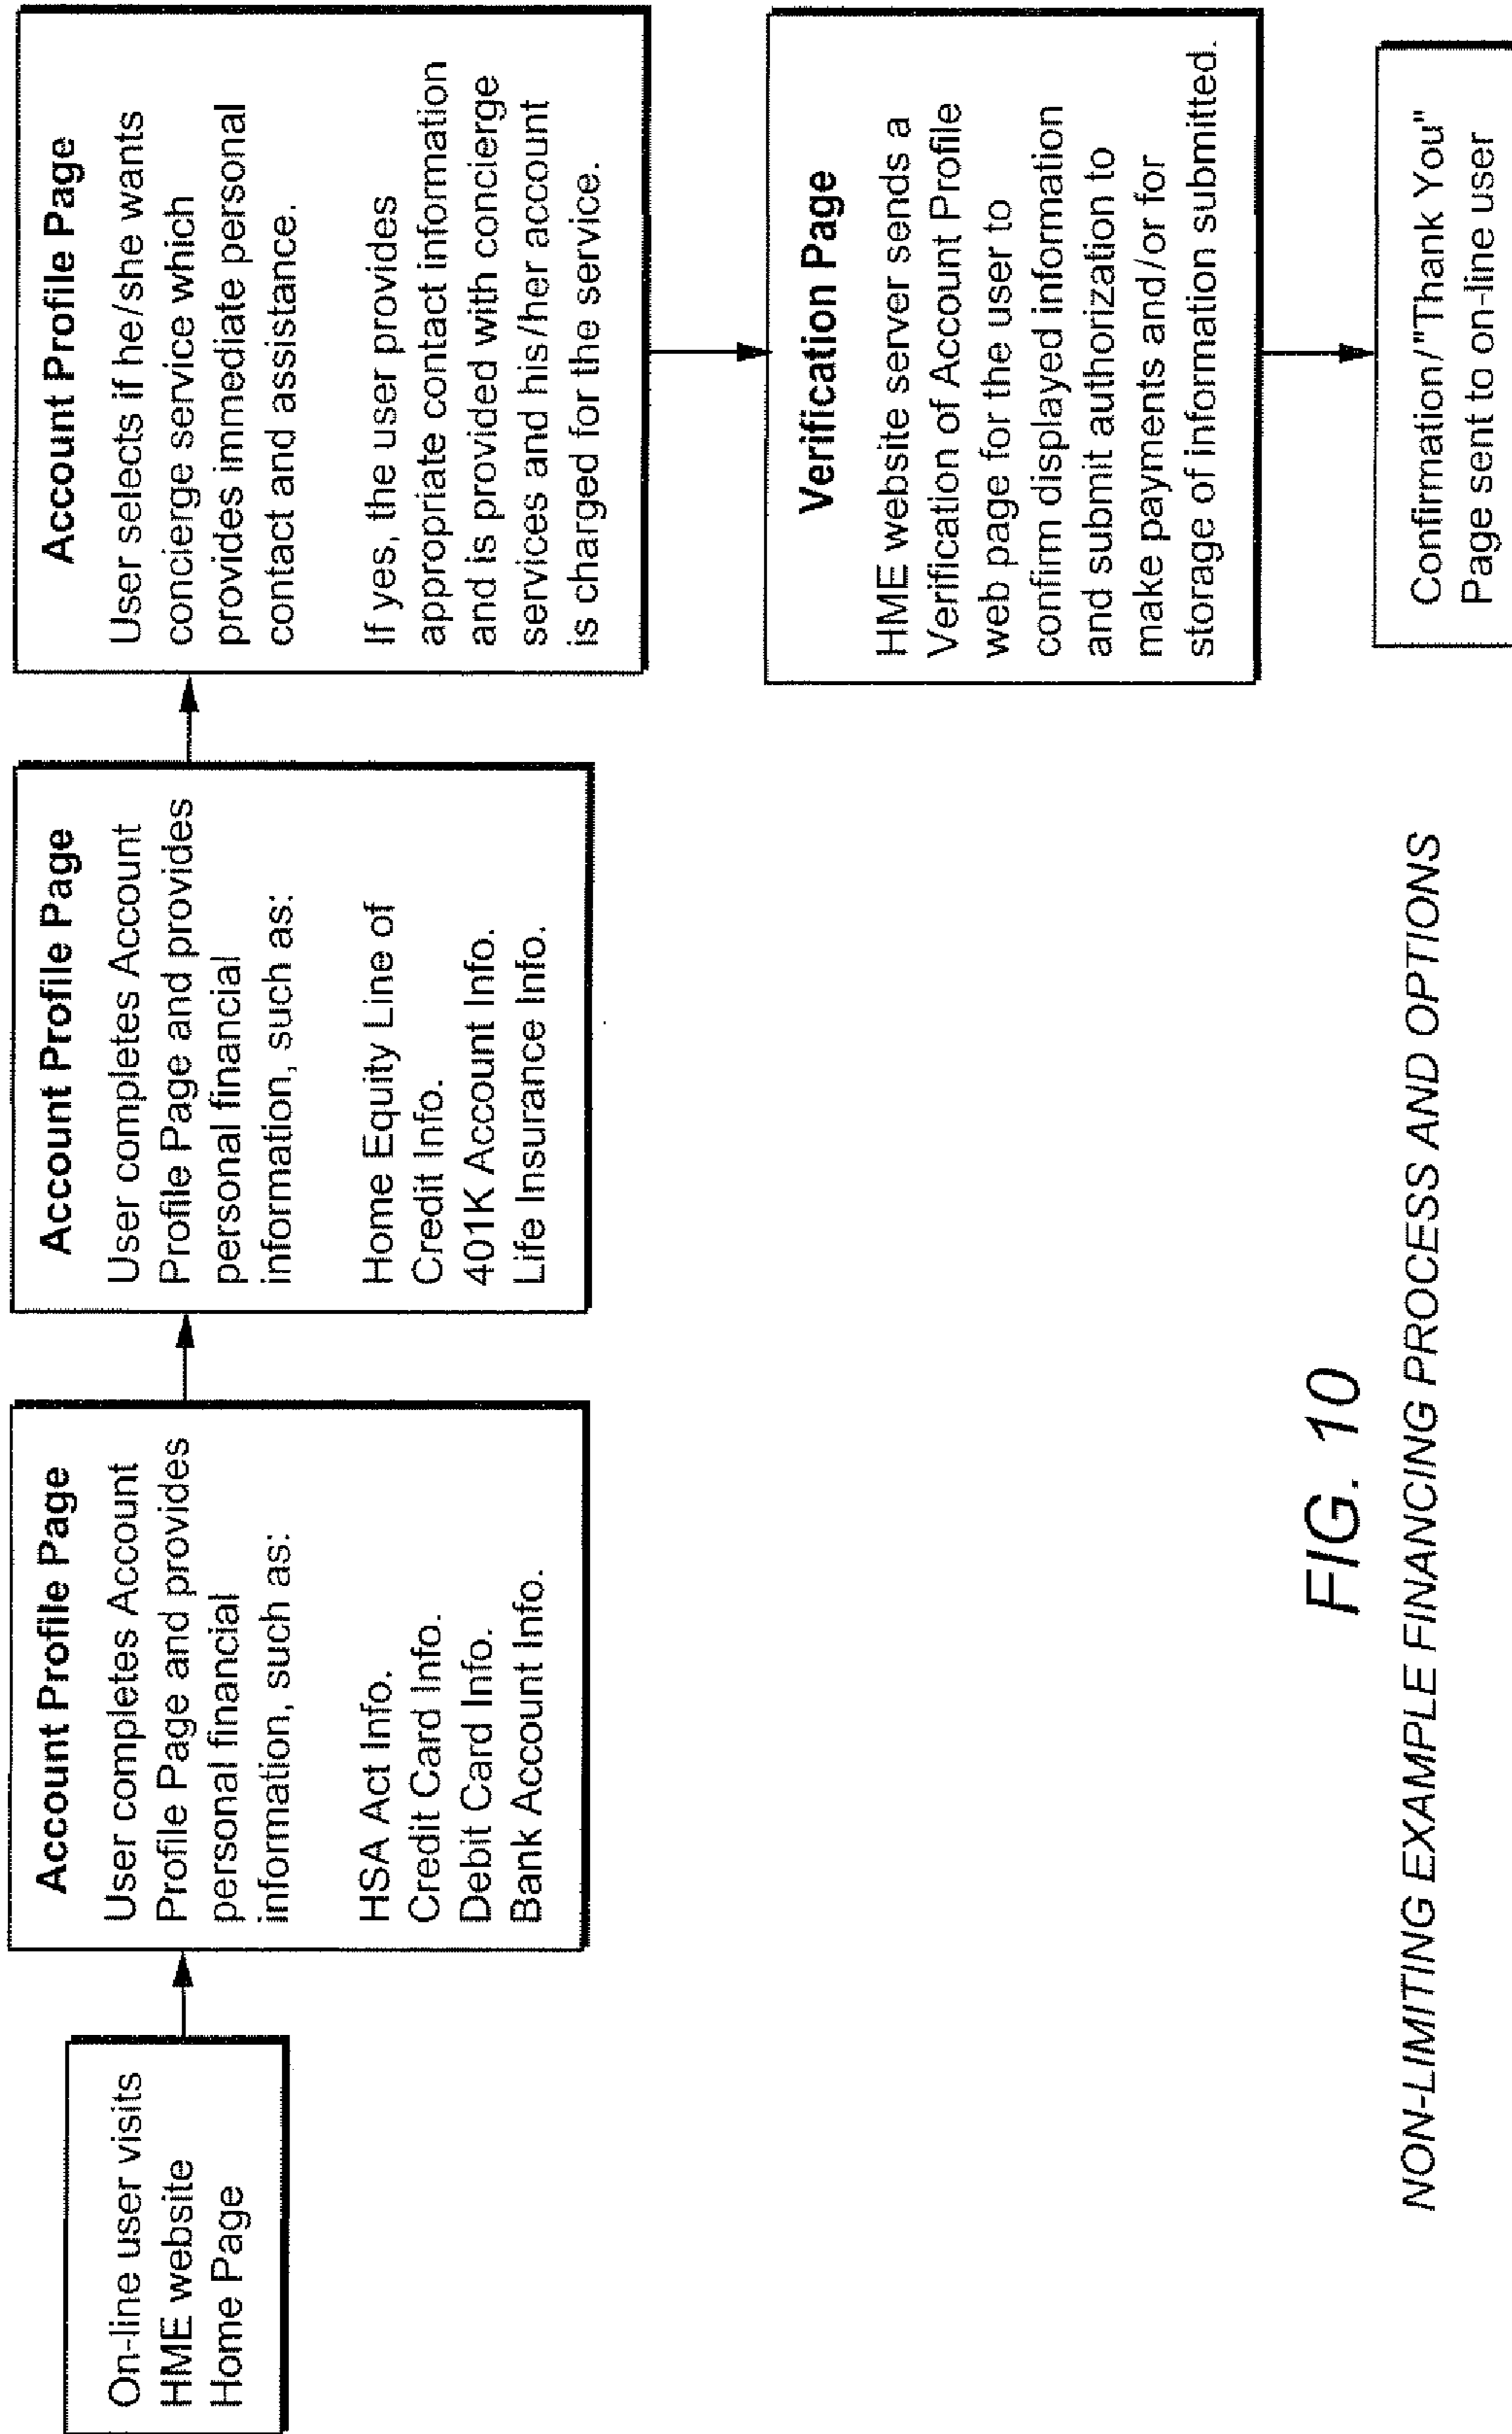 On-line user visits
HME website
Home Page
Account Profile Page
User completes Account
Profile Page and provides
personal financial
information, such as:
HSA Act Info.
Credit Card Info.
Debit Card Info.
Bank Account Info.
Account Profile Page
User completes Account
Profile Page and provides
personal financial
information, such as:
Home Equity Line of
Credit Info.
401K Account Info.
Life Insurance Info.
Account Profile Page
User selects if he/she wants
concierge service which
provides immediate personal
contact and assistance.
If yes, the user provides
appropriate contact information
and is provided with concierge
services and his/her account
is charged for the service.
Verification Page
HME website server sends a
Verification of Account Profile
web page for the user to
confirm displayed information
and submit authorization to
make payments and/or for
storage of information submitted.
Confirmation/"Thank You"
Page sent to on-line user
FIG. 10
NON-LIMITING EXAMPLE FINANCING PROCESS AND OPTIONS